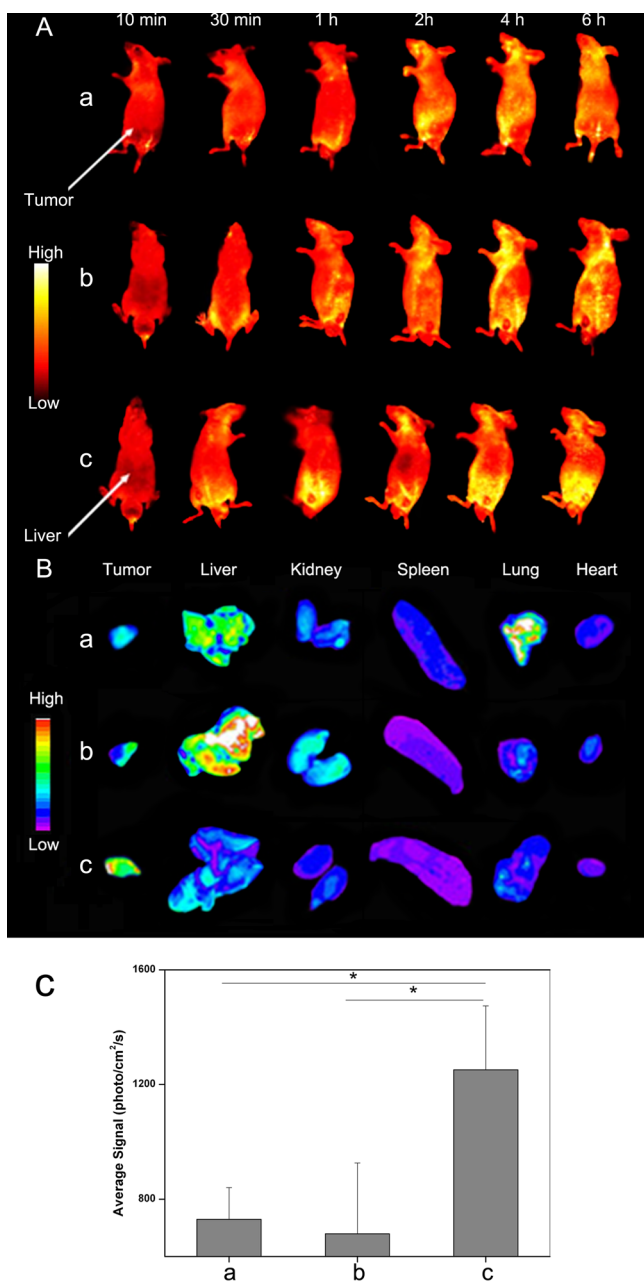 A
10 min 30 min 1 h 2h 4 h 6 h
a
Tumor
High
b
Low
c
Liver
B
Tumor Liver Kidney Spleen Lung Heart
a
High
b
Low
c
C
1600
*
*
1200
Average Signal (photo/cm²/s)
800
a b c